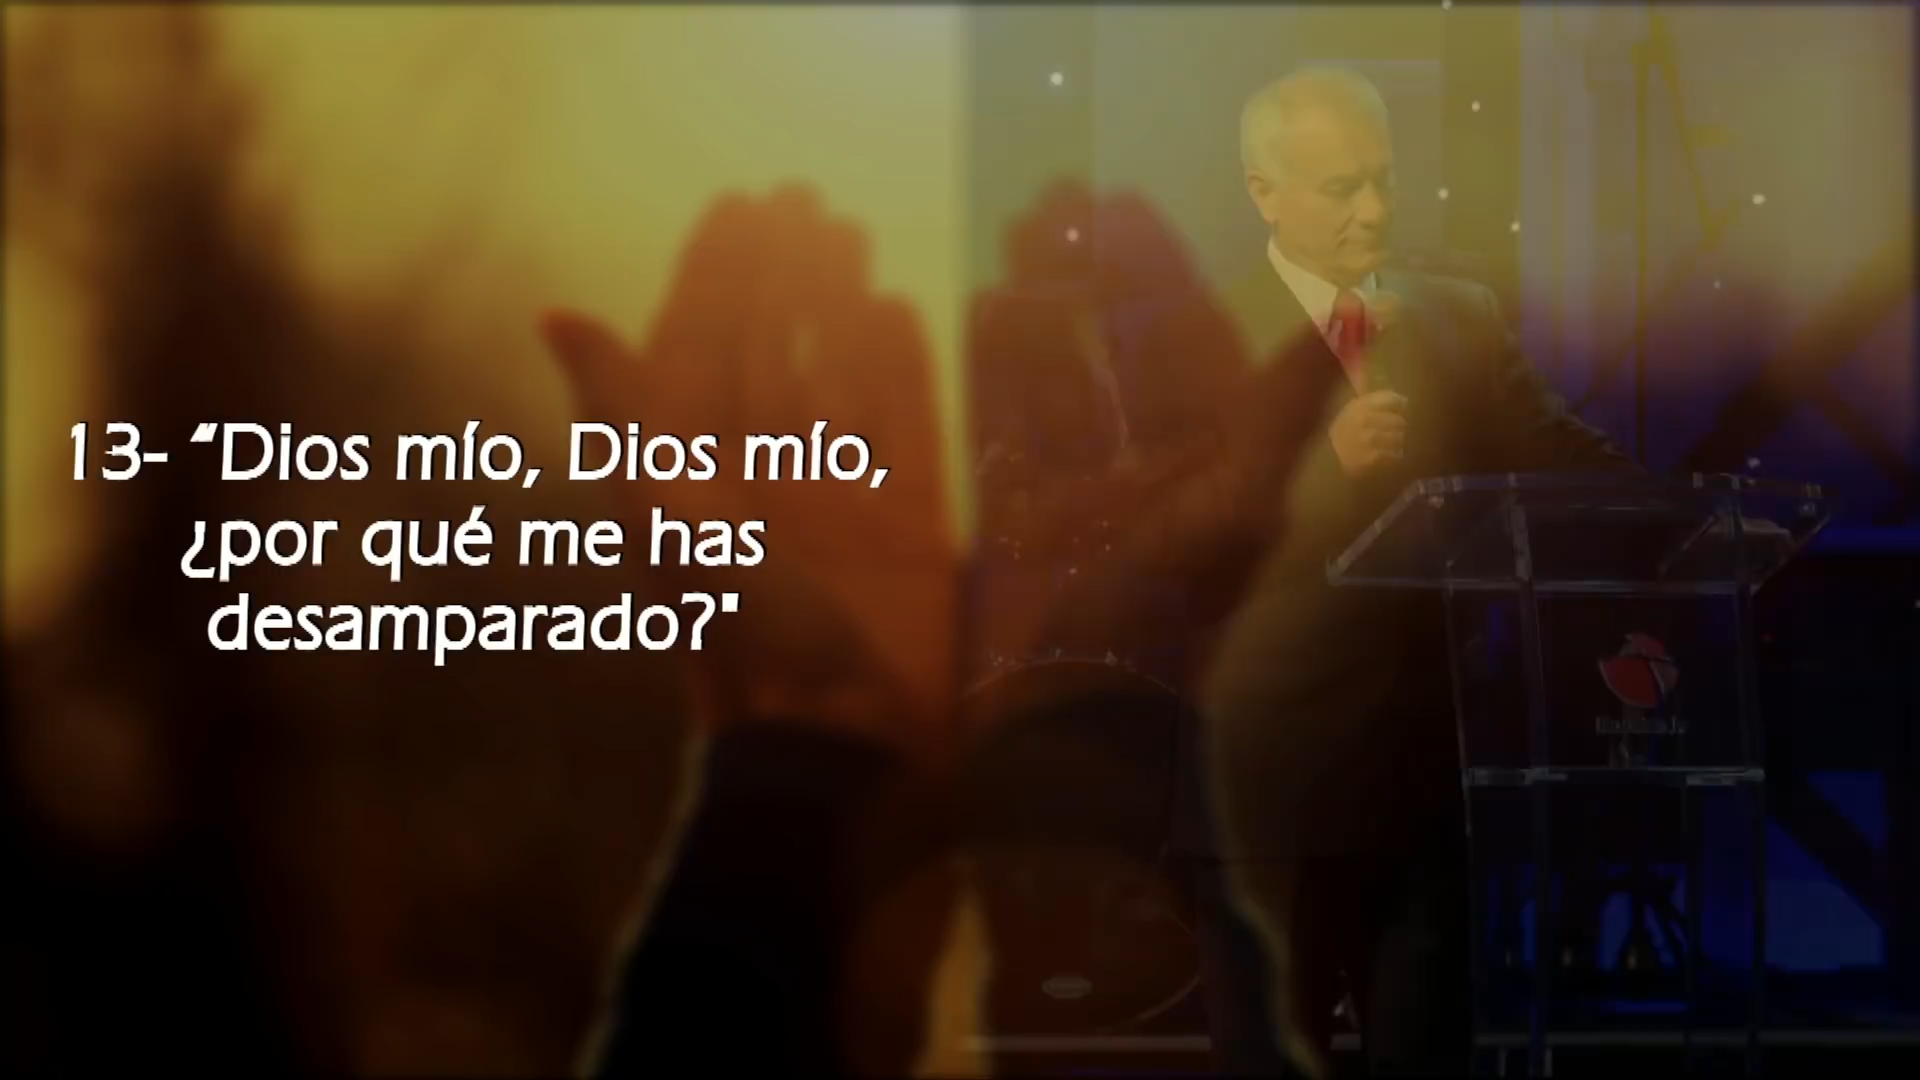 13- “Dios mío, Dios mío,
¿por qué me has
desamparado?"